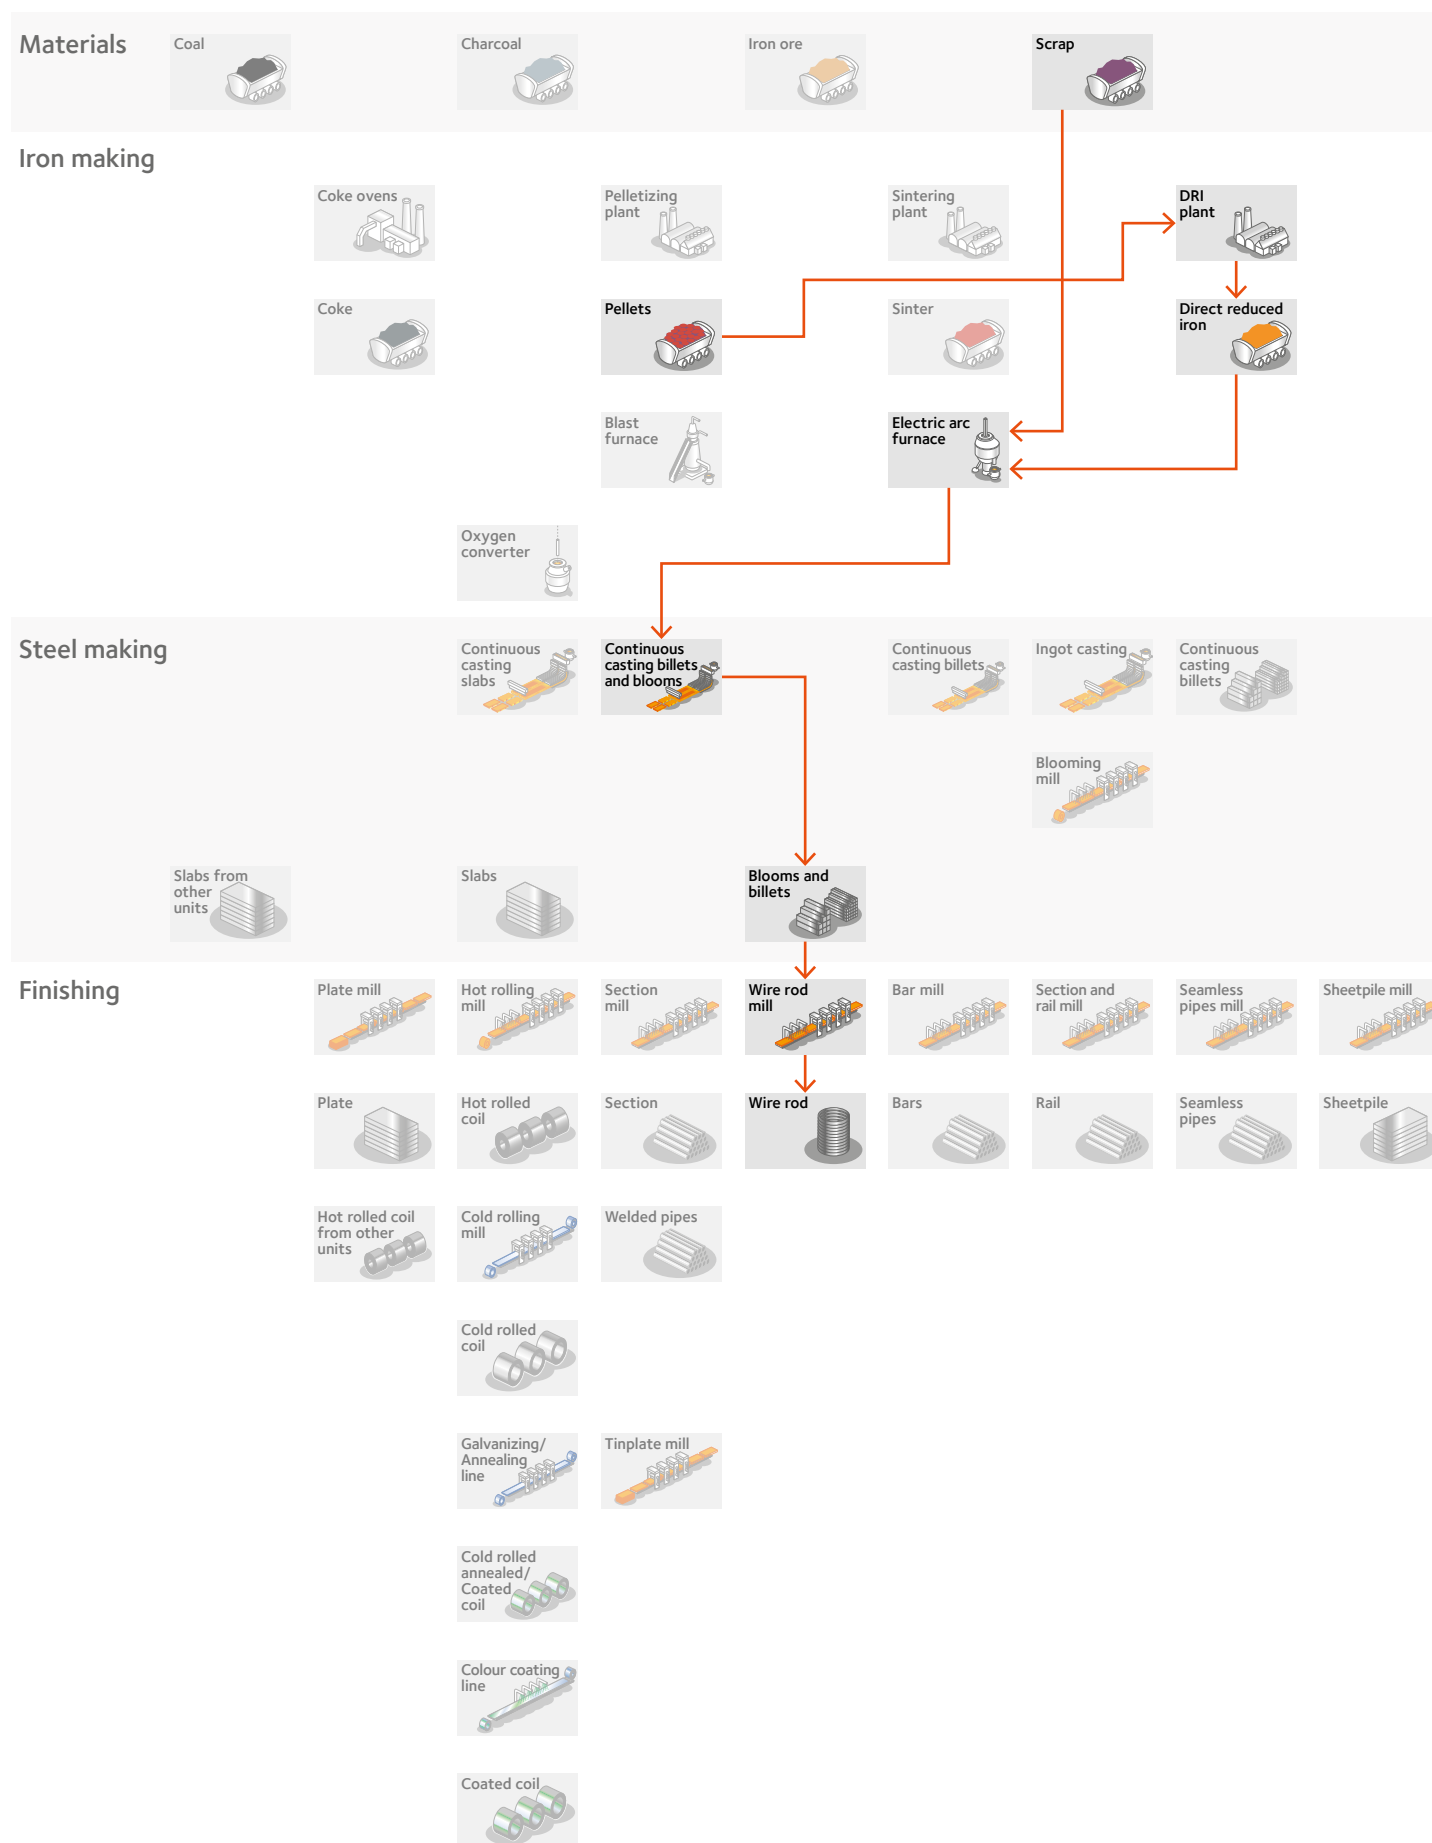 Materials
Coal
Charcoal
Iron ore
Scrap
Iron making
Coke ovens
Pelletizing
plant
Sintering
plant
DRI
plant
Coke
Pellets
Sinter
Direct reduced
iron
Blast
furnace
Electric arc
furnace
Oxygen
converter
Steel making
Continuous
casting
slabs
Continuous
casting billets
and blooms
Continuous
casting billets
Ingot casting
Continuous
casting
billets
Blooming
mill
Slabs from
other
units
Slabs
Blooms and
billets
Finishing
Plate mill
Hot rolling
mill
Section
mill
Wire rod
mill
Bar mill
Section and
rail mill
Seamless
pipes mill
Sheetpile mill
Plate
Hot rolled
coil
Section
Wire rod
Bars
Rail
Seamless
pipes
Sheetpile
Hot rolled coil
from other
units
Cold rolling
mill
Welded pipes
Cold rolled
coil
Galvanizing/
Annealing
line
Tinplate mill
Cold rolled
annealed/
Coated
coil
Colour coating
line
Coated coil